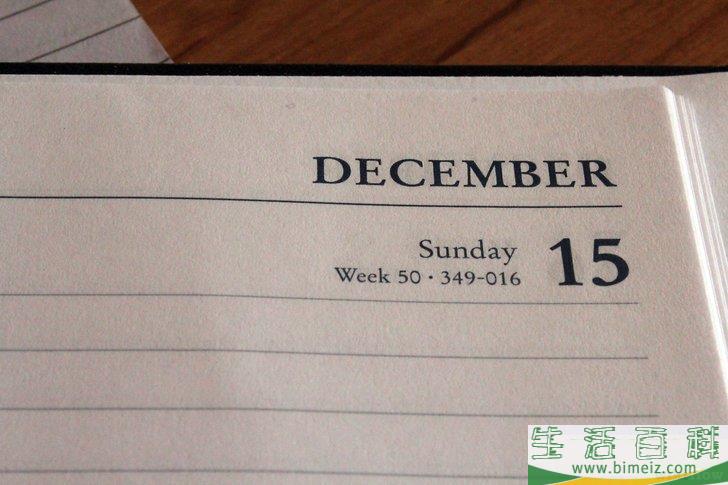 DECEMBER
Sunday 15
Week 50 · 349-016
生活百科
www.bimeiz.com